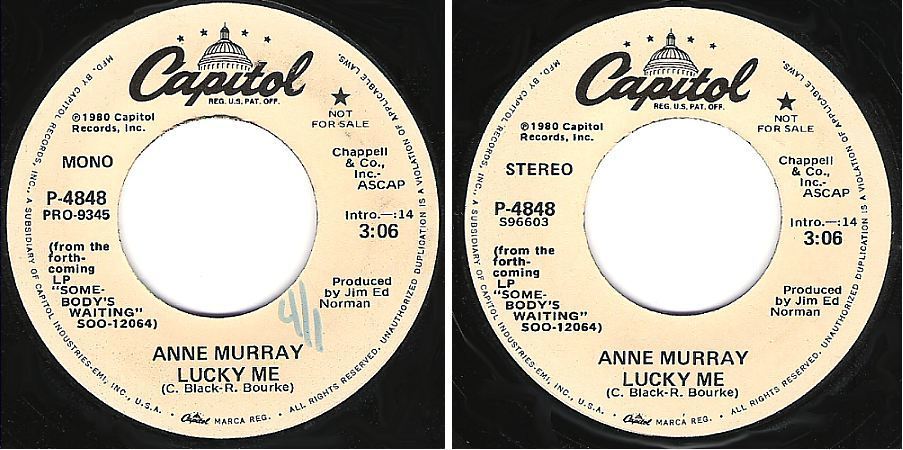 Capitol
REG. U.S. PAT. OFF.
℗1980 Capitol
Records, Inc.
★
NOT
FOR SALE
MONO
P-4848
PRO-9345
Chappell
& Co.,
Inc.-
ASCAP
Intro.—:14
3:06
(from the
forth-
coming
LP
"SOME-
BODY'S
WAITING"
SOO-12064)
Produced
by Jim Ed
Norman
411
ANNE MURRAY
LUCKY ME
(C. Black-R. Bourke)
MFD. BY CAPITOL RECORDS, INC., A SUBSIDIARY OF CAPITOL INDUSTRIES-EMI, INC., U.S.A. • Capitol MARCA REG. • ALL RIGHTS RESERVED. UNAUTHORIZED DUPLICATION IS A VIOLATION OF APPLICABLE LAWS.
Capitol
REG. U.S. PAT. OFF.
℗1980 Capitol
Records, Inc.
★
NOT
FOR SALE
STEREO
P-4848
S96603
Chappell
& Co.,
Inc.-
ASCAP
Intro.—:14
3:06
(from the
forth-
coming
LP
"SOME-
BODY'S
WAITING"
SOO-12064)
Produced
by Jim Ed
Norman
ANNE MURRAY
LUCKY ME
(C. Black-R. Bourke)
MFD. BY CAPITOL RECORDS, INC., A SUBSIDIARY OF CAPITOL INDUSTRIES-EMI, INC., U.S.A. • Capitol MARCA REG. • ALL RIGHTS RESERVED. UNAUTHORIZED DUPLICATION IS A VIOLATION OF APPLICABLE LAWS.